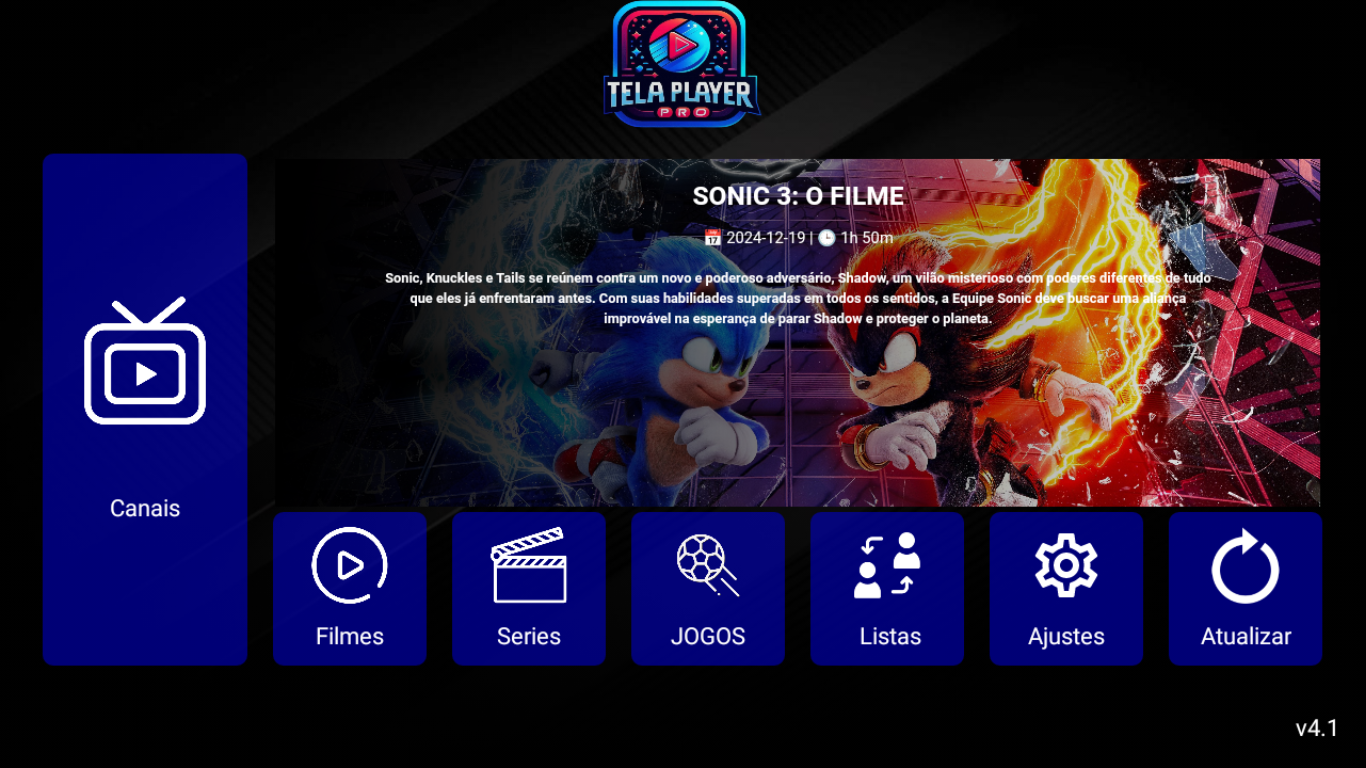 TELA PLAYER
PRO
SONIC 3: O FILME
2024-12-19 | 1h 50m
Sonic, Knuckles e Tails se reúnem contra um novo e poderoso adversário, Shadow, um vilão misterioso com poderes diferentes de tudo
que eles já enfrentaram antes. Com suas habilidades superadas em todos os sentidos, a Equipe Sonic deve buscar uma aliança
improvável na esperança de parar Shadow e proteger o planeta.
Canais
Filmes
Series
JOGOS
Listas
Ajustes
Atualizar
v4.1